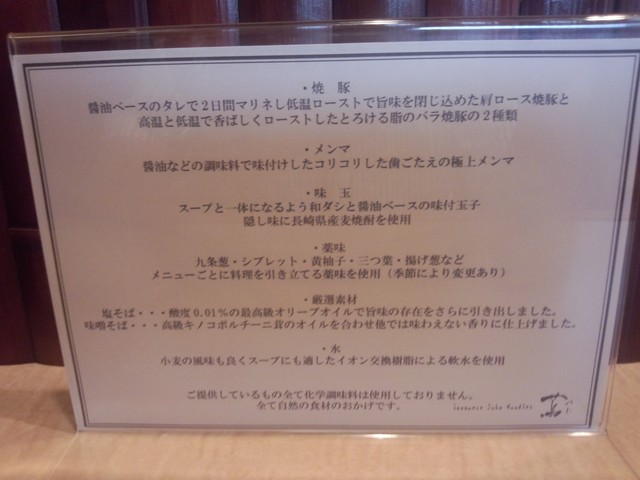 ・焼　豚
醤油ベースのタレで２日間マリネし低温ローストで旨味を閉じ込めた肩ロース焼豚と
高温と低温で香ばしくローストしたとろける脂のバラ焼豚の２種類
・メンマ
醤油などの調味料で味付けしたコリコリした歯ごたえの極上メンマ
・味　玉
スープと一体になるよう和ダシと醤油ベースの味付玉子
隠し味に長崎県産麦焼酎を使用
・薬味
九条葱・シブレット・黄柚子・三つ葉・揚げ葱など
メニューごとに料理を引き立てる薬味を使用（季節により変更あり）
・厳選素材
塩そば・・・酸度0.01％の最高級オリーブオイルで旨味の存在をさらに引き出しました。
味噌そば・・・高級キノコポルチーニ茸のオイルを合わせ他では味わえない香りに仕上げました。
・水
小麦の風味も良くスープにも適したイオン交換樹脂による軟水を使用
ご提供しているもの全て化学調味料は使用しておりません。
全て自然の食材のおかげです。
Japanese Soba Noodles